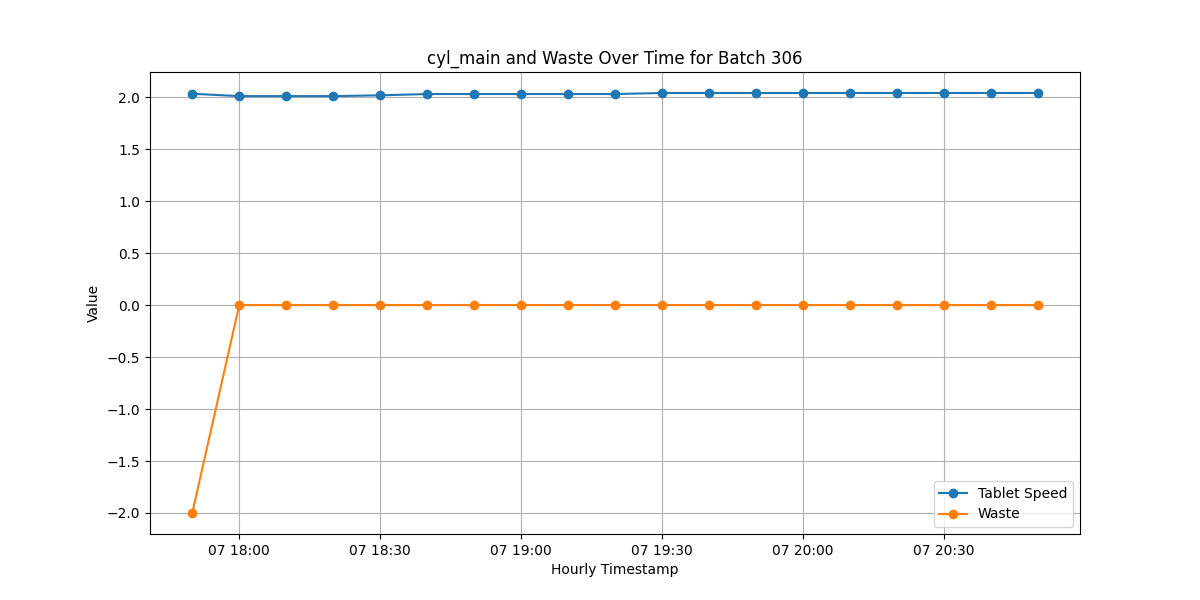 cyl_main and Waste Over Time for Batch 306
Value
2.0
1.5
1.0
0.5
0.0
−0.5
−1.0
−1.5
−2.0
Tablet Speed
Waste
07 18:00 07 18:30 07 19:00 07 19:30 07 20:00 07 20:30
Hourly Timestamp